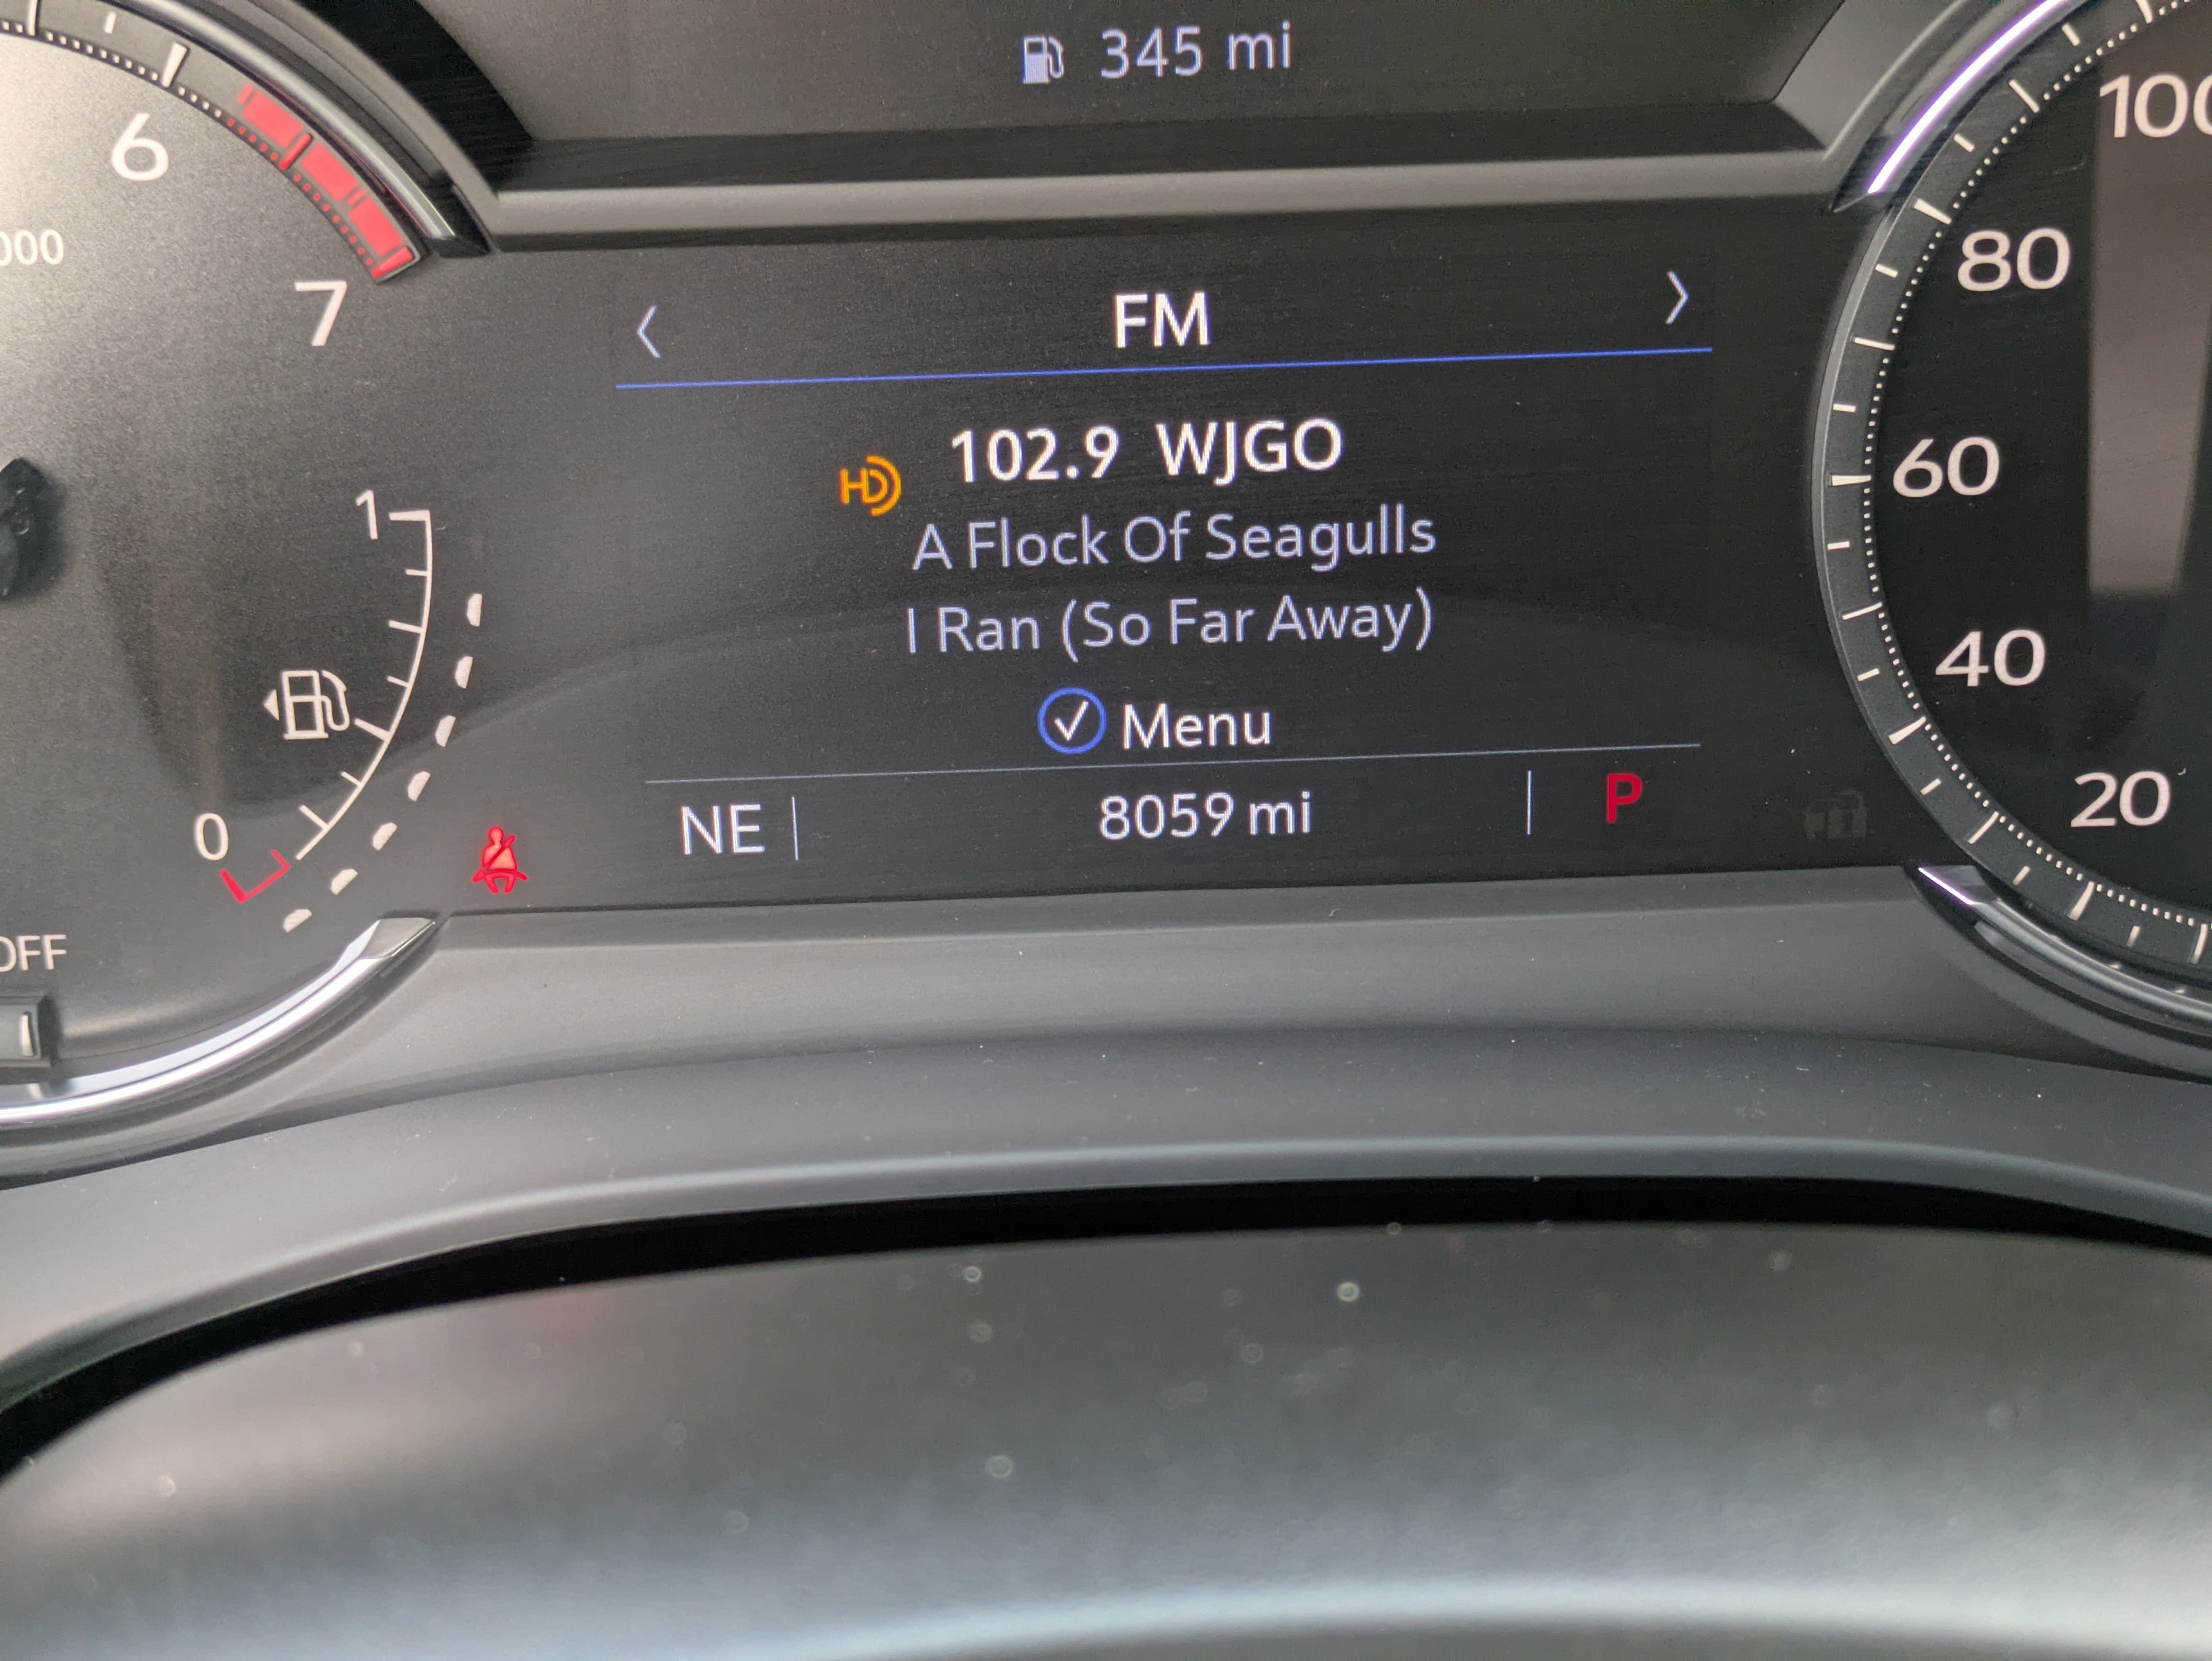 345 mi
100
6
80
000
7
FM
102.9 WJGO
HD
60
1
A Flock Of Seagulls
I Ran (So Far Away)
40
Menu
0
NE
8059 mi
P
20
OFF